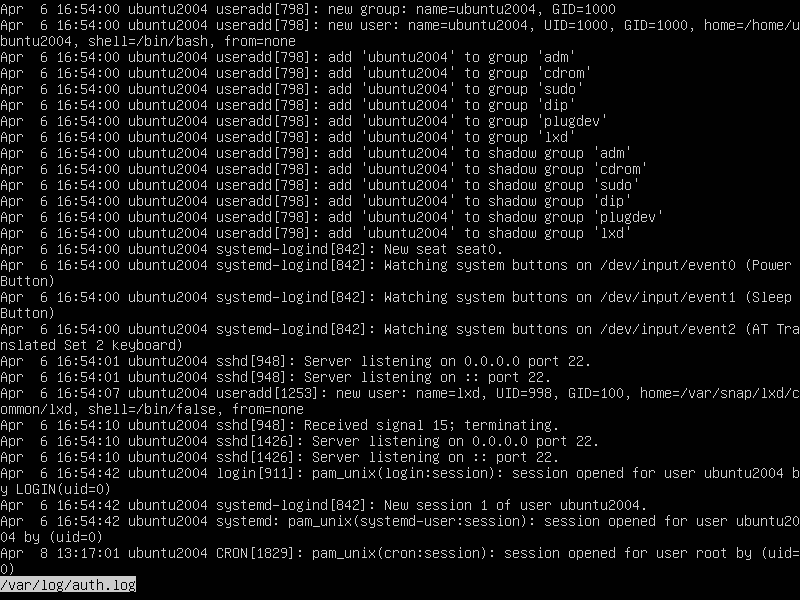 Apr  6 16:54:00 ubuntu2004 useradd[798]: new group: name=ubuntu2004, GID=1000
Apr  6 16:54:00 ubuntu2004 useradd[798]: new user: name=ubuntu2004, UID=1000, GID=1000, home=/home/u
buntu2004, shell=/bin/bash, from=none
Apr  6 16:54:00 ubuntu2004 useradd[798]: add 'ubuntu2004' to group 'adm'
Apr  6 16:54:00 ubuntu2004 useradd[798]: add 'ubuntu2004' to group 'cdrom'
Apr  6 16:54:00 ubuntu2004 useradd[798]: add 'ubuntu2004' to group 'sudo'
Apr  6 16:54:00 ubuntu2004 useradd[798]: add 'ubuntu2004' to group 'dip'
Apr  6 16:54:00 ubuntu2004 useradd[798]: add 'ubuntu2004' to group 'plugdev'
Apr  6 16:54:00 ubuntu2004 useradd[798]: add 'ubuntu2004' to group 'lxd'
Apr  6 16:54:00 ubuntu2004 useradd[798]: add 'ubuntu2004' to shadow group 'adm'
Apr  6 16:54:00 ubuntu2004 useradd[798]: add 'ubuntu2004' to shadow group 'cdrom'
Apr  6 16:54:00 ubuntu2004 useradd[798]: add 'ubuntu2004' to shadow group 'sudo'
Apr  6 16:54:00 ubuntu2004 useradd[798]: add 'ubuntu2004' to shadow group 'dip'
Apr  6 16:54:00 ubuntu2004 useradd[798]: add 'ubuntu2004' to shadow group 'plugdev'
Apr  6 16:54:00 ubuntu2004 useradd[798]: add 'ubuntu2004' to shadow group 'lxd'
Apr  6 16:54:00 ubuntu2004 systemd-logind[842]: New seat seat0.
Apr  6 16:54:00 ubuntu2004 systemd-logind[842]: Watching system buttons on /dev/input/event0 (Power
Button)
Apr  6 16:54:00 ubuntu2004 systemd-logind[842]: Watching system buttons on /dev/input/event1 (Sleep
Button)
Apr  6 16:54:00 ubuntu2004 systemd-logind[842]: Watching system buttons on /dev/input/event2 (AT Tra
nslated Set 2 keyboard)
Apr  6 16:54:01 ubuntu2004 sshd[948]: Server listening on 0.0.0.0 port 22.
Apr  6 16:54:01 ubuntu2004 sshd[948]: Server listening on :: port 22.
Apr  6 16:54:07 ubuntu2004 useradd[1253]: new user: name=lxd, UID=998, GID=100, home=/var/snap/lxd/c
ommon/lxd, shell=/bin/false, from=none
Apr  6 16:54:10 ubuntu2004 sshd[948]: Received signal 15; terminating.
Apr  6 16:54:10 ubuntu2004 sshd[1426]: Server listening on 0.0.0.0 port 22.
Apr  6 16:54:10 ubuntu2004 sshd[1426]: Server listening on :: port 22.
Apr  6 16:54:42 ubuntu2004 login[911]: pam_unix(login:session): session opened for user ubuntu2004 b
y LOGIN(uid=0)
Apr  6 16:54:42 ubuntu2004 systemd-logind[842]: New session 1 of user ubuntu2004.
Apr  6 16:54:42 ubuntu2004 systemd: pam_unix(systemd-user:session): session opened for user ubuntu20
04 by (uid=0)
Apr  8 13:17:01 ubuntu2004 CRON[1829]: pam_unix(cron:session): session opened for user root by (uid=
0)
/var/log/auth.log